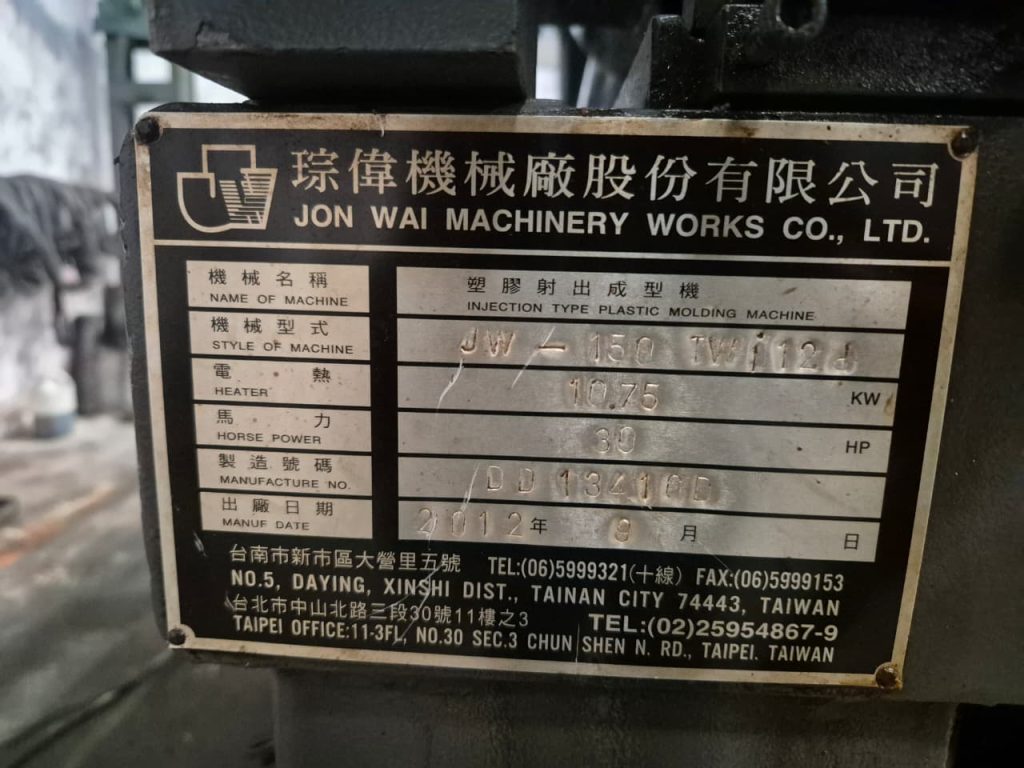 琮偉機械廠股份有限公司
JON WAI MACHINERY WORKS CO., LTD.
機械名稱 塑膠射出成型機
NAME OF MACHINE INJECTION TYPE PLASTIC MOLDING MACHINE
機械型式 JW - 150
STYLE OF MACHINE
電熱 10.75 KW
HEATER
馬力 30 HP
HORSE POWER
製造號碼
MANUFACTURE NO.
出廠日期 2012年 9月 日
MANUF DATE
台南市新市區大營里五號 TEL:(06)5999321(十線) FAX:(06)5999153
NO.5, DAYING, XINSHI DIST., TAINAN CITY 74443, TAIWAN
台北市中山北路三段30號11樓之3 TEL:(02)25954867-9
TAIPEI OFFICE:11-3FL, NO.30 SEC.3 CHUN SHEN N. RD., TAIPEI. TAIWAN